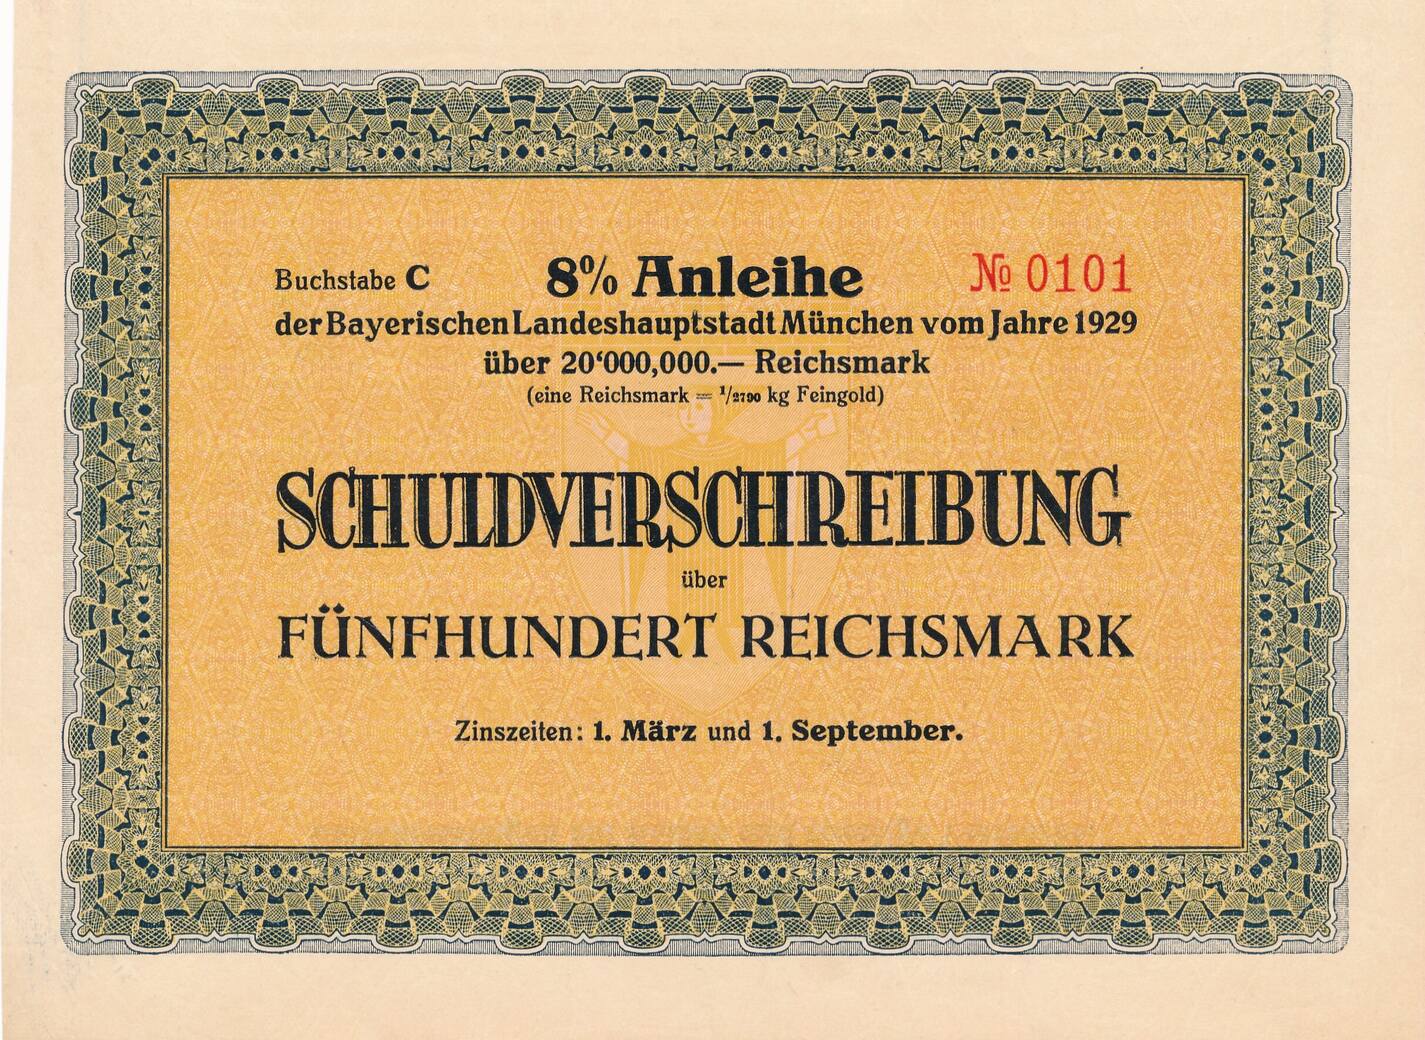 Buchstabe C 8% Anleihe № 0101
der Bayerischen Landeshauptstadt München vom Jahre 1929
über 20‘000,000.— Reichsmark
(eine Reichsmark = 1/2790 kg Feingold)
SCHULDVERSCHREIBUNG
über
FÜNFHUNDERT REICHSMARK
Zinszeiten: 1. März und 1. September.